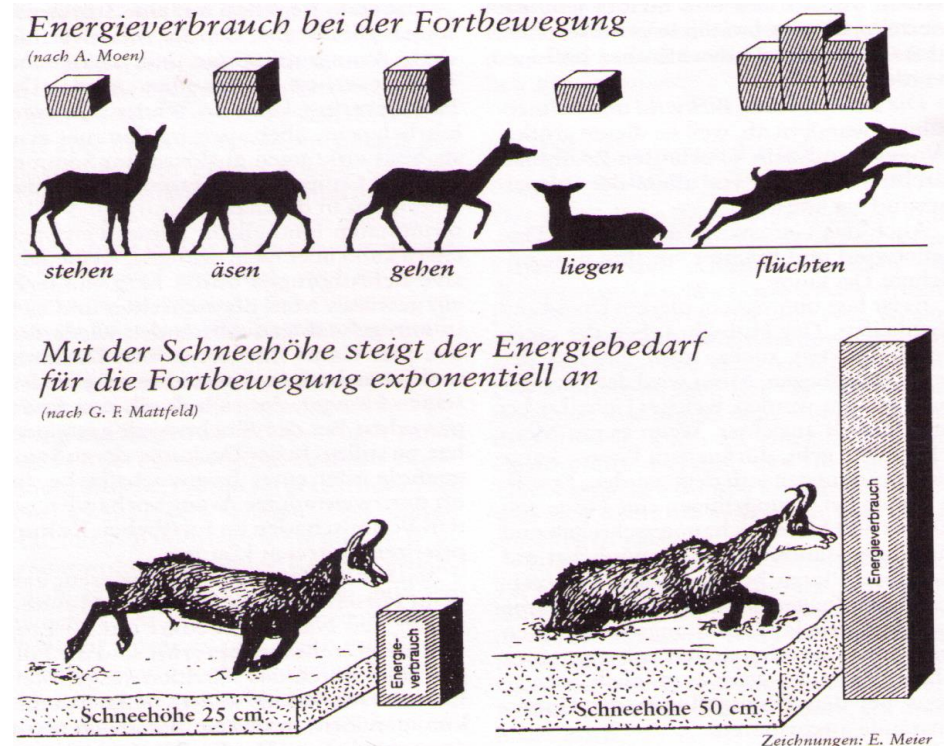 Energieverbrauch bei der Fortbewegung
(nach A. Moen)
stehen äsen gehen liegen flüchten
Mit der Schneehöhe steigt der Energiebedarf
für die Fortbewegung exponentiell an
(nach G. F. Mattfeld)
Energie-
verbrauch
Schneehöhe 25 cm
Energieverbrauch
Schneehöhe 50 cm
Zeichnungen: E. Meier